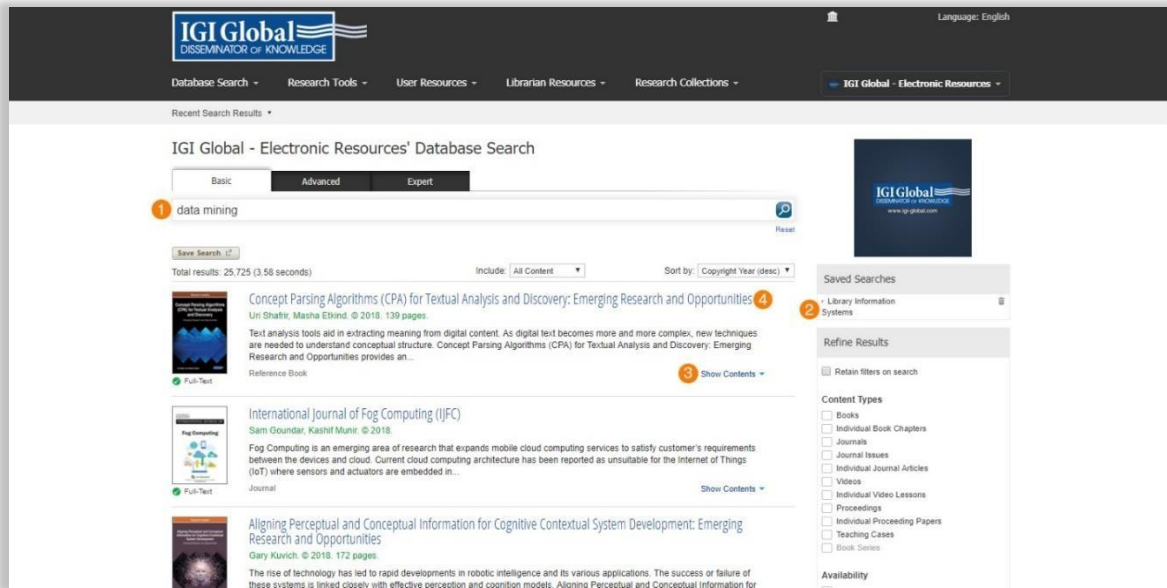 IGI Global
DISSEMINATOR OF KNOWLEDGE
Language: English
Database Search
Research Tools
User Resources
Librarian Resources
Research Collections
IGI Global - Electronic Resources
Recent Search Results
IGI Global - Electronic Resources' Database Search
Basic
Advanced
Expert
1 data mining
Reset
Save Search
Total results: 25,725 (3.58 seconds)
Include: All Content
Sort by: Copyright Year (desc)
Concept Parsing Algorithms (CPA) for Textual Analysis and Discovery: Emerging Research and Opportunities 4
Uri Shafrir, Masha Etkind. © 2018. 139 pages.
Text analysis tools aid in extracting meaning from digital content. As digital text becomes more and more complex, new techniques
are needed to understand conceptual structure. Concept Parsing Algorithms (CPA) for Textual Analysis and Discovery: Emerging
Research and Opportunities provides an...
Reference Book
3 Show Contents
Full-Text
International Journal of Fog Computing (IJFC)
Sam Goundar, Kashif Munir. © 2018.
Fog Computing is an emerging area of research that expands mobile cloud computing services to satisfy customer's requirements
between the devices and cloud. Current cloud computing architecture has been reported as unsuitable for the Internet of Things
(IoT) where sensors and actuators are embedded in...
Journal
Show Contents
Fog Computing
Full-Text
Aligning Perceptual and Conceptual Information for Cognitive Contextual System Development: Emerging
Research and Opportunities
Gary Kuvich. © 2018. 172 pages.
The rise of technology has led to rapid developments in robotic intelligence and its various applications. The success or failure of
these systems is linked closely with effective perception and cognition models. Aligning Perceptual and Conceptual Information for
IGI Global
DISSEMINATOR OF KNOWLEDGE
www.igi-global.com
Saved Searches
2 Library Information
Systems
Refine Results
Retain filters on search
Content Types
Books
Individual Book Chapters
Journals
Journal Issues
Individual Journal Articles
Videos
Individual Video Lessons
Proceedings
Individual Proceeding Papers
Teaching Cases
Book Series
Availability